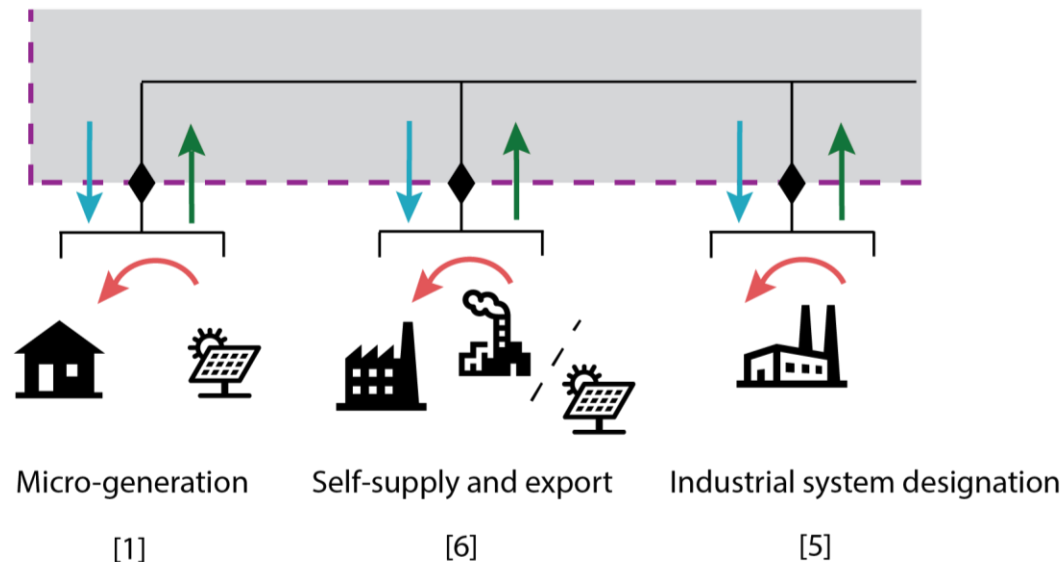 Micro-generation
Self-supply and export
Industrial system designation
[1]
[6]
[5]